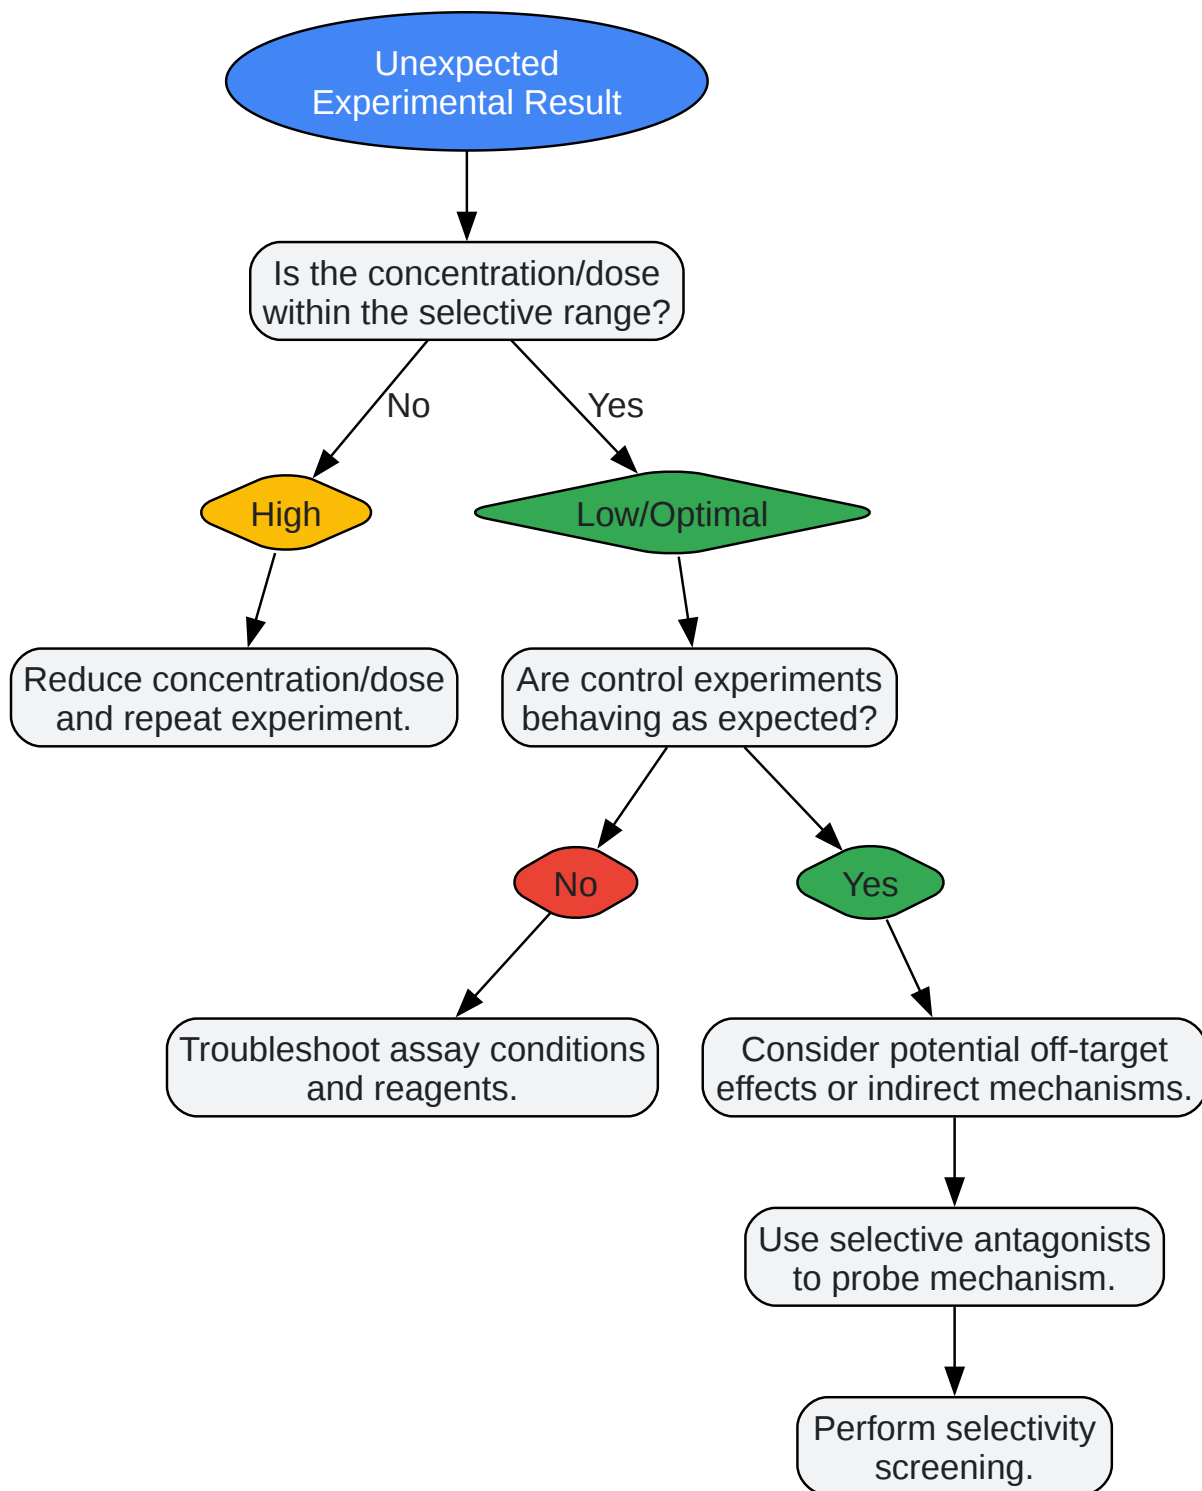 Unexpected
Experimental Result
Is the concentration/dose
within the selective range?
No
Yes
High
Low/Optimal
Reduce concentration/dose
and repeat experiment.
Are control experiments
behaving as expected?
No
Yes
Troubleshoot assay conditions
and reagents.
Consider potential off-target
effects or indirect mechanisms.
Use selective antagonists
to probe mechanism.
Perform selectivity
screening.